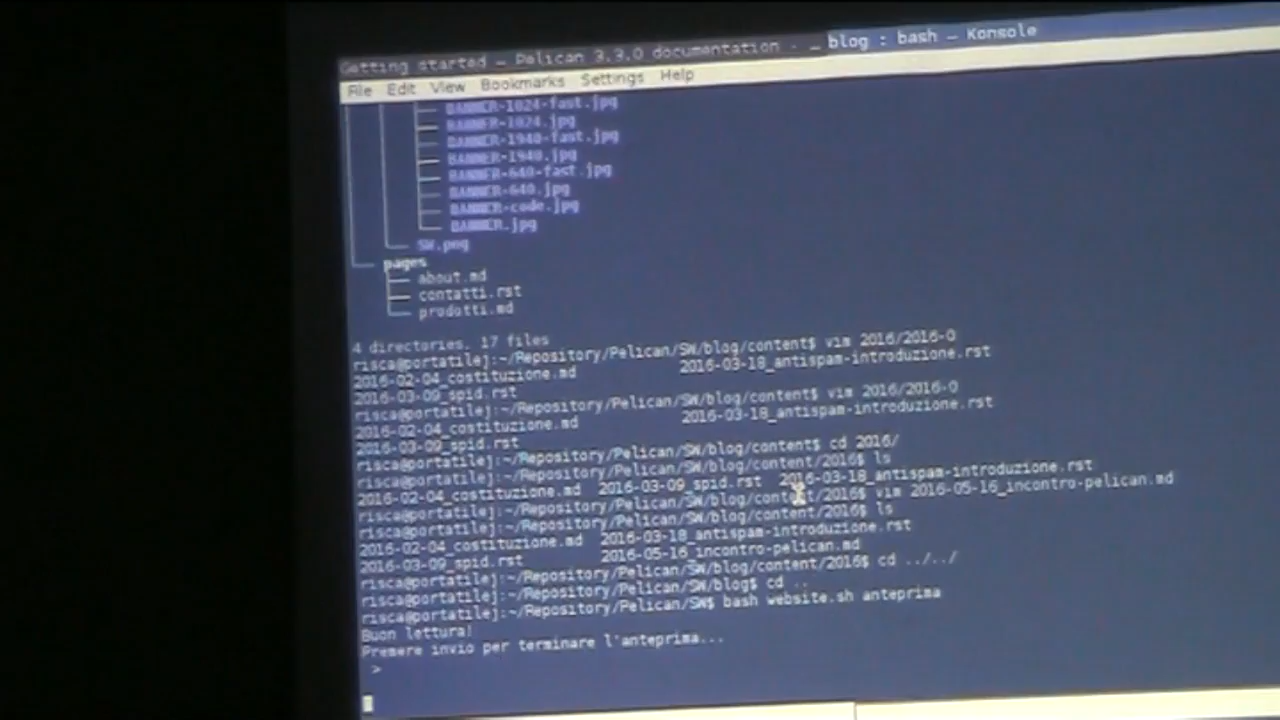 Getting started — Pelican 3.3.0 documentation - … blog : bash — Konsole
File Edit View Bookmarks Settings Help
BANNER-1024-fast.jpg
BANNER-1024.jpg
BANNER-1940-fast.jpg
BANNER-1940.jpg
BANNER-640-fast.jpg
BANNER-640.jpg
BANNER-code.jpg
BANNER.jpg
SW.png
pages
about.md
contatti.rst
prodotti.md
4 directories, 17 files
risca@portatilej:~/Repository/Pelican/SW/blog/content$ vim 2016/2016-0
2016-02-04_costituzione.md 2016-03-18_antispam-introduzione.rst
2016-03-09_spid.rst
risca@portatilej:~/Repository/Pelican/SW/blog/content$ vim 2016/2016-0
2016-02-04_costituzione.md 2016-03-18_antispam-introduzione.rst
2016-03-09_spid.rst
risca@portatilej:~/Repository/Pelican/SW/blog/content$ cd 2016/
risca@portatilej:~/Repository/Pelican/SW/blog/content/2016$ ls
2016-02-04_costituzione.md 2016-03-09_spid.rst 2016-03-18_antispam-introduzione.rst
risca@portatilej:~/Repository/Pelican/SW/blog/content/2016$ vim 2016-05-16_incontro-pelican.md
risca@portatilej:~/Repository/Pelican/SW/blog/content/2016$ ls
2016-02-04_costituzione.md 2016-03-18_antispam-introduzione.rst
2016-03-09_spid.rst 2016-05-16_incontro-pelican.md
risca@portatilej:~/Repository/Pelican/SW/blog/content/2016$ cd ../../
risca@portatilej:~/Repository/Pelican/SW/blog$ cd ..
risca@portatilej:~/Repository/Pelican/SW$ bash website.sh anteprima
Buon lettura!
Premere invio per terminare l'anteprima...
>